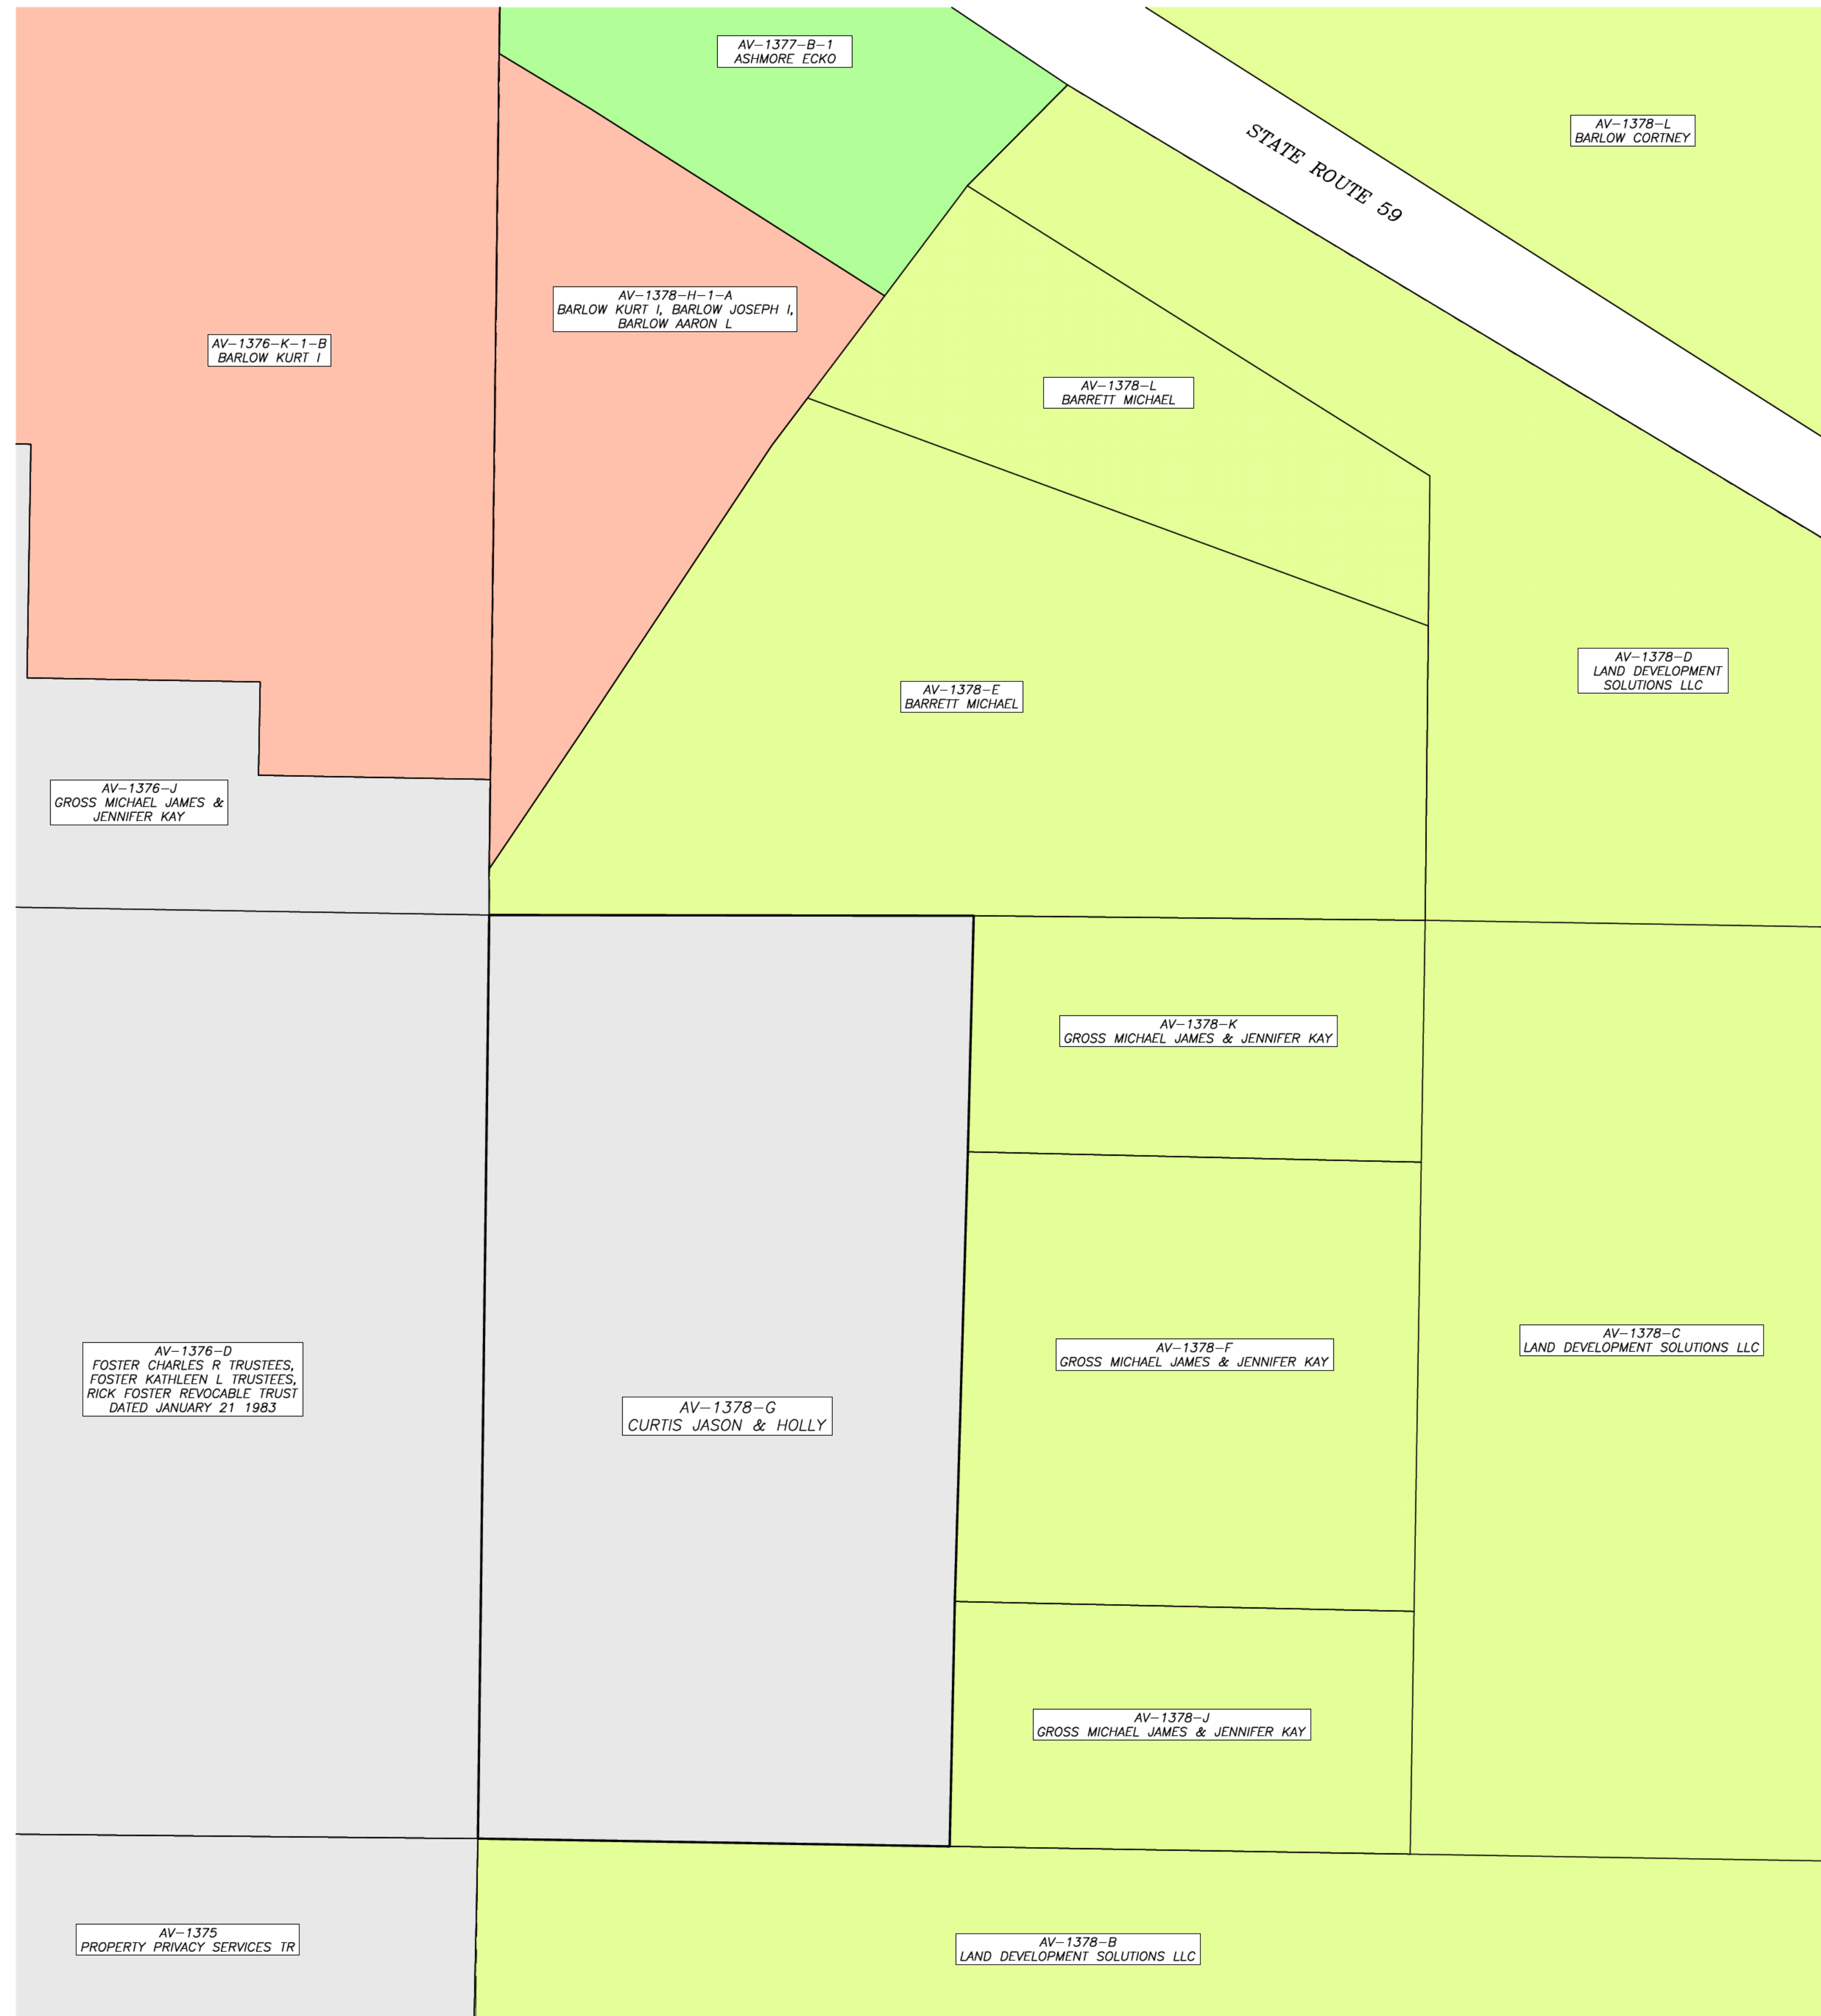 AV-1377-B-1
ASHMORE ECKO
AV-1378-L
BARLOW CORTNEY
STATE ROUTE 59
AV-1378-H-1-A
BARLOW KURT I, BARLOW JOSEPH I,
BARLOW AARON L
AV-1376-K-1-B
BARLOW KURT I
AV-1378-L
BARRETT MICHAEL
AV-1378-D
LAND DEVELOPMENT
SOLUTIONS LLC
AV-1378-E
BARRETT MICHAEL
AV-1376-J
GROSS MICHAEL JAMES &
JENNIFER KAY
AV-1378-K
GROSS MICHAEL JAMES & JENNIFER KAY
AV-1376-D
FOSTER CHARLES R TRUSTEES,
FOSTER KATHLEEN L TRUSTEES,
RICK FOSTER REVOCABLE TRUST
DATED JANUARY 21 1983
AV-1378-G
CURTIS JASON & HOLLY
AV-1378-F
GROSS MICHAEL JAMES & JENNIFER KAY
AV-1378-C
LAND DEVELOPMENT SOLUTIONS LLC
AV-1378-J
GROSS MICHAEL JAMES & JENNIFER KAY
AV-1375
PROPERTY PRIVACY SERVICES TR
AV-1378-B
LAND DEVELOPMENT SOLUTIONS LLC